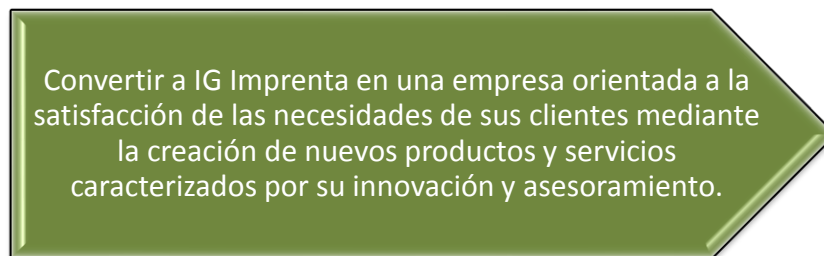 Convertir a IG Imprenta en una empresa orientada a la
satisfacción de las necesidades de sus clientes mediante
la creación de nuevos productos y servicios
caracterizados por su innovación y asesoramiento.